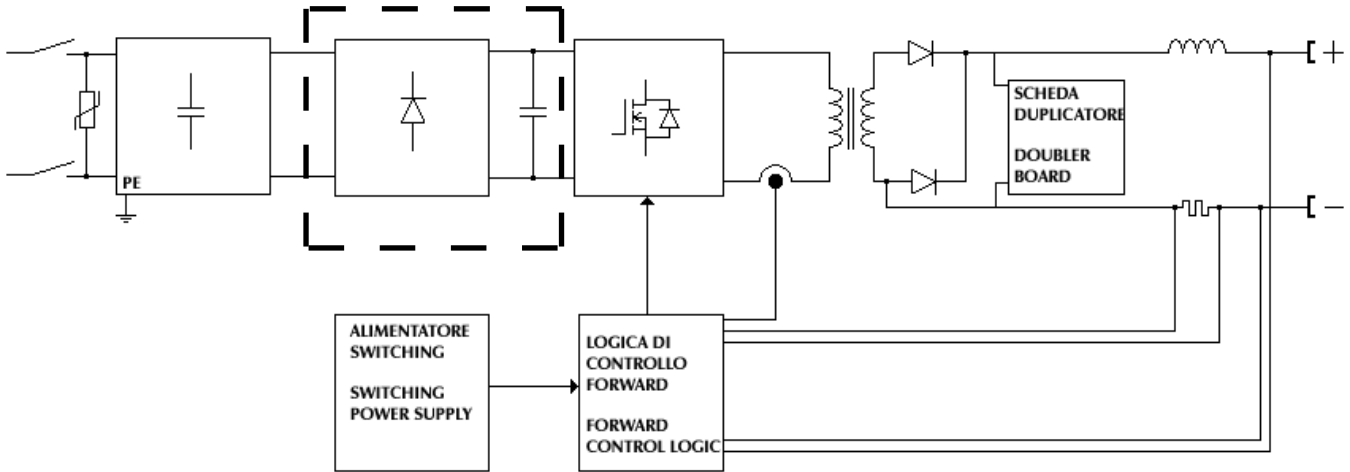 +
SCHEDA
DUPLICATORE
DOUBLER
BOARD
PE
−
ALIMENTATORE
SWITCHING
SWITCHING
POWER SUPPLY
LOGICA DI
CONTROLLO
FORWARD
FORWARD
CONTROL LOGIC